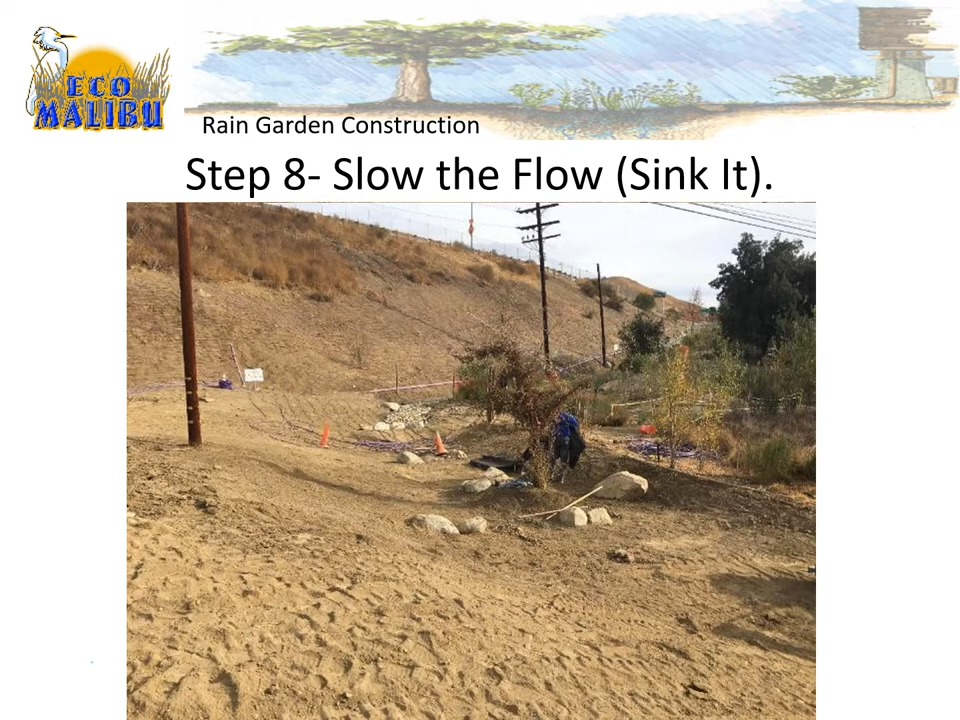 ECO
MALIBU
Rain Garden Construction
Step 8- Slow the Flow (Sink It).